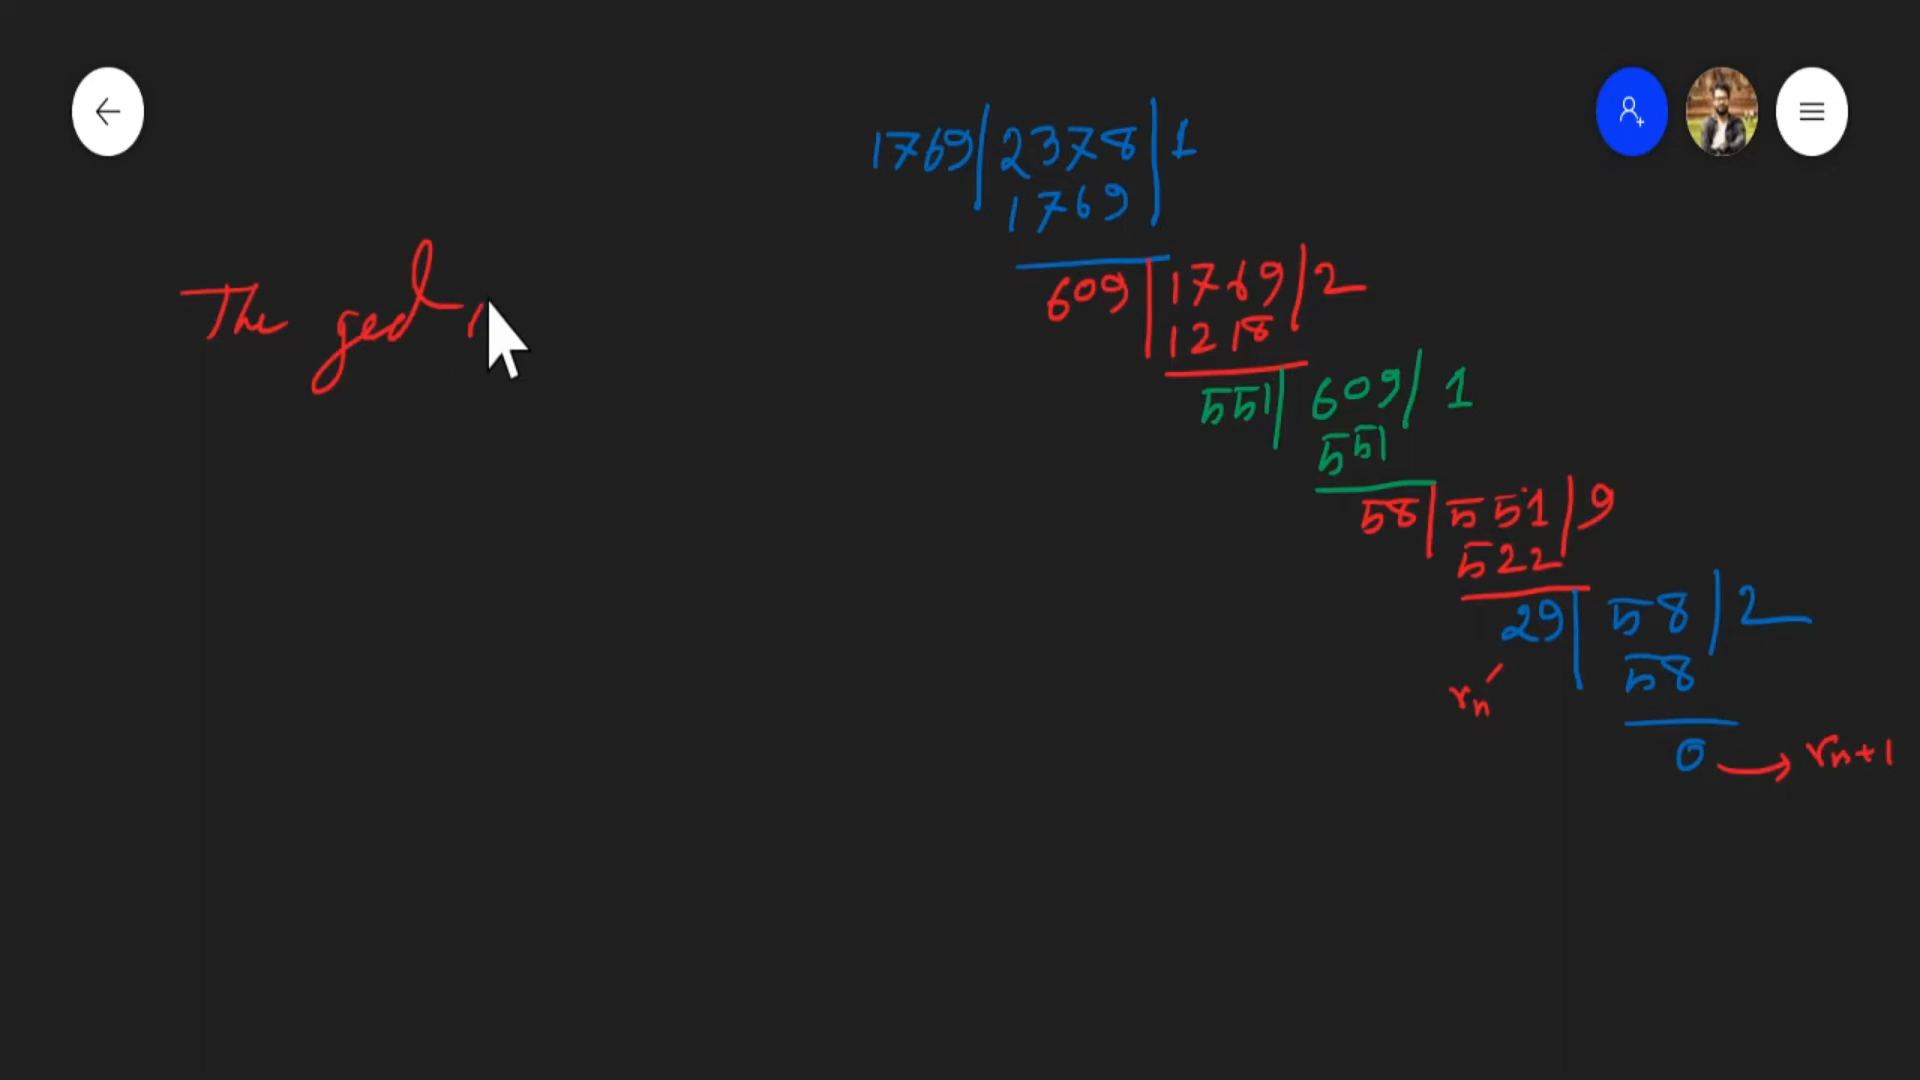 1769 | 2378 | 1
1769
609 | 1769 | 2
1218
The gcd
551 | 609 | 1
551
58 | 551 | 9
522
29 | 58 | 2
rn
58
0 → rn+1